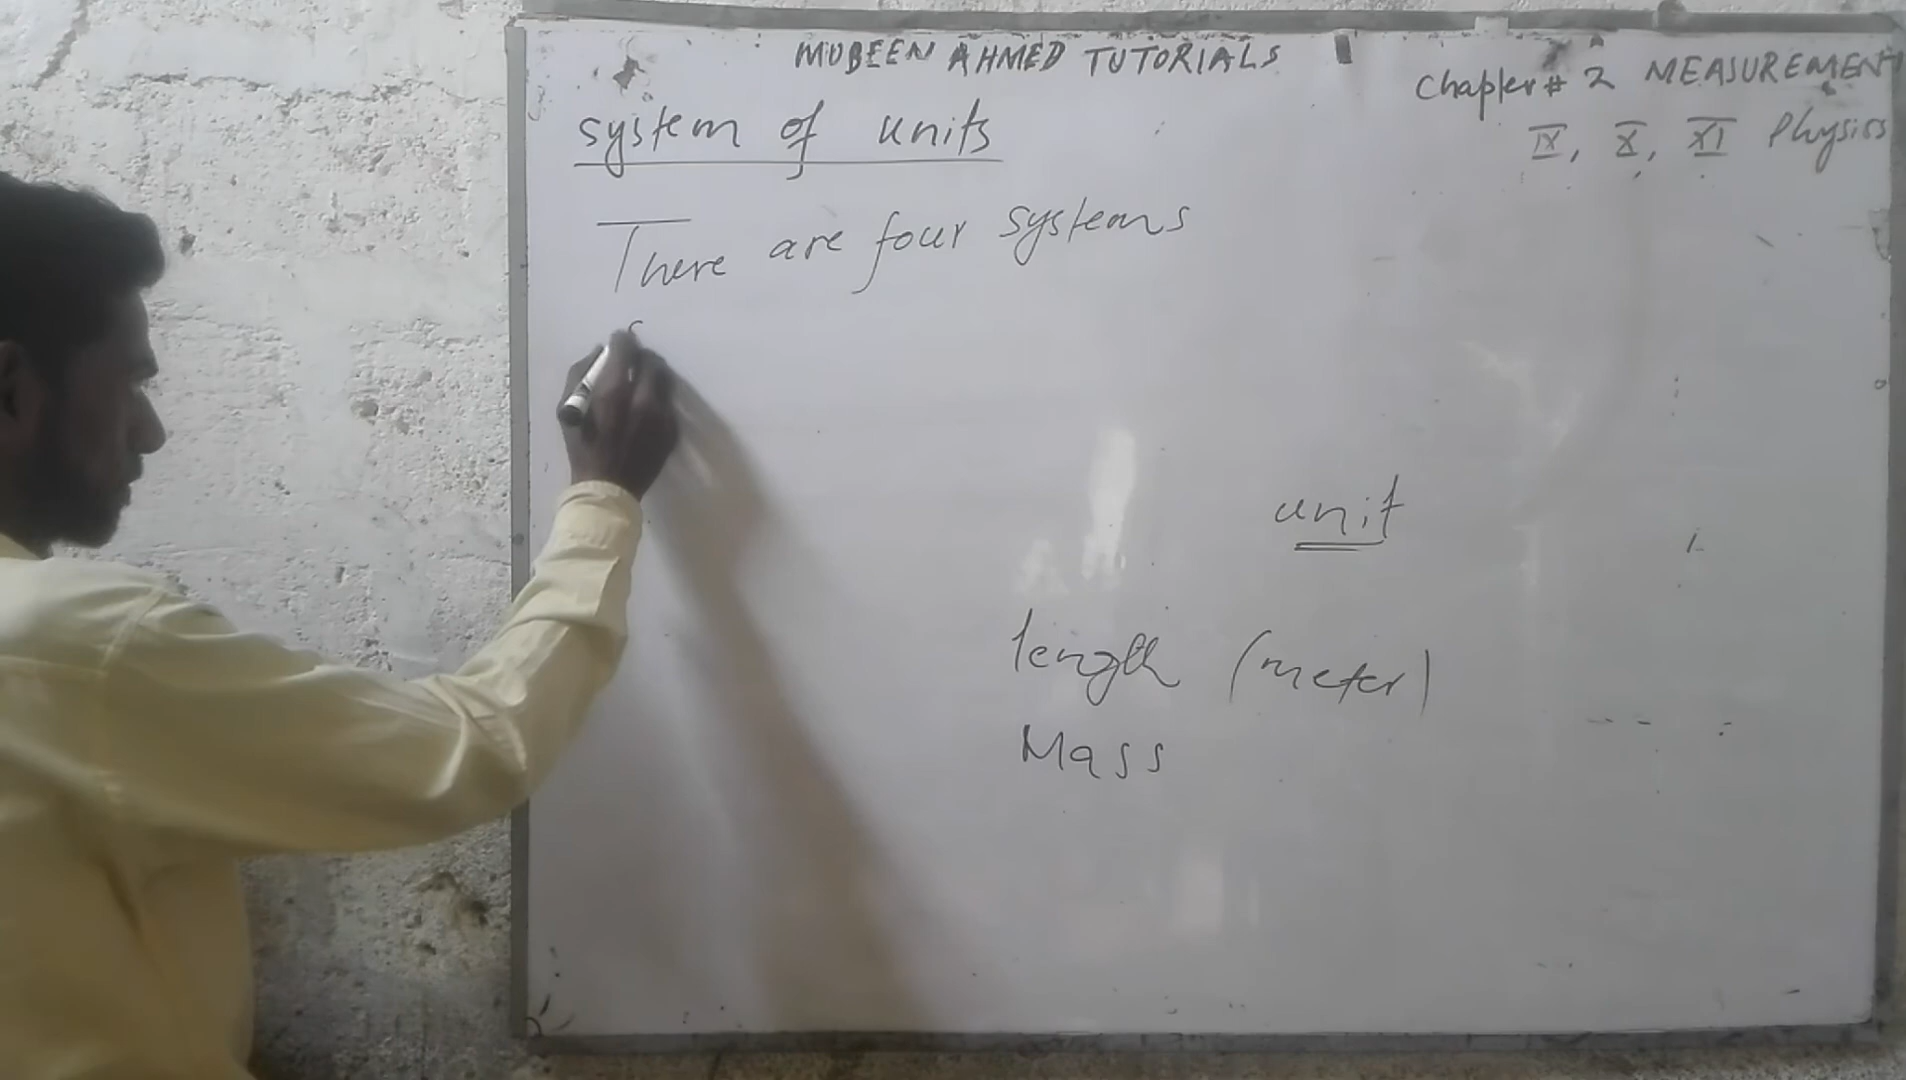 MUBEEN AHMED TUTORIALS
Chapter # 2 MEASUREMENT
IX, X, XI Physics
system of units
There are four systems
unit
length (meter)
Mass